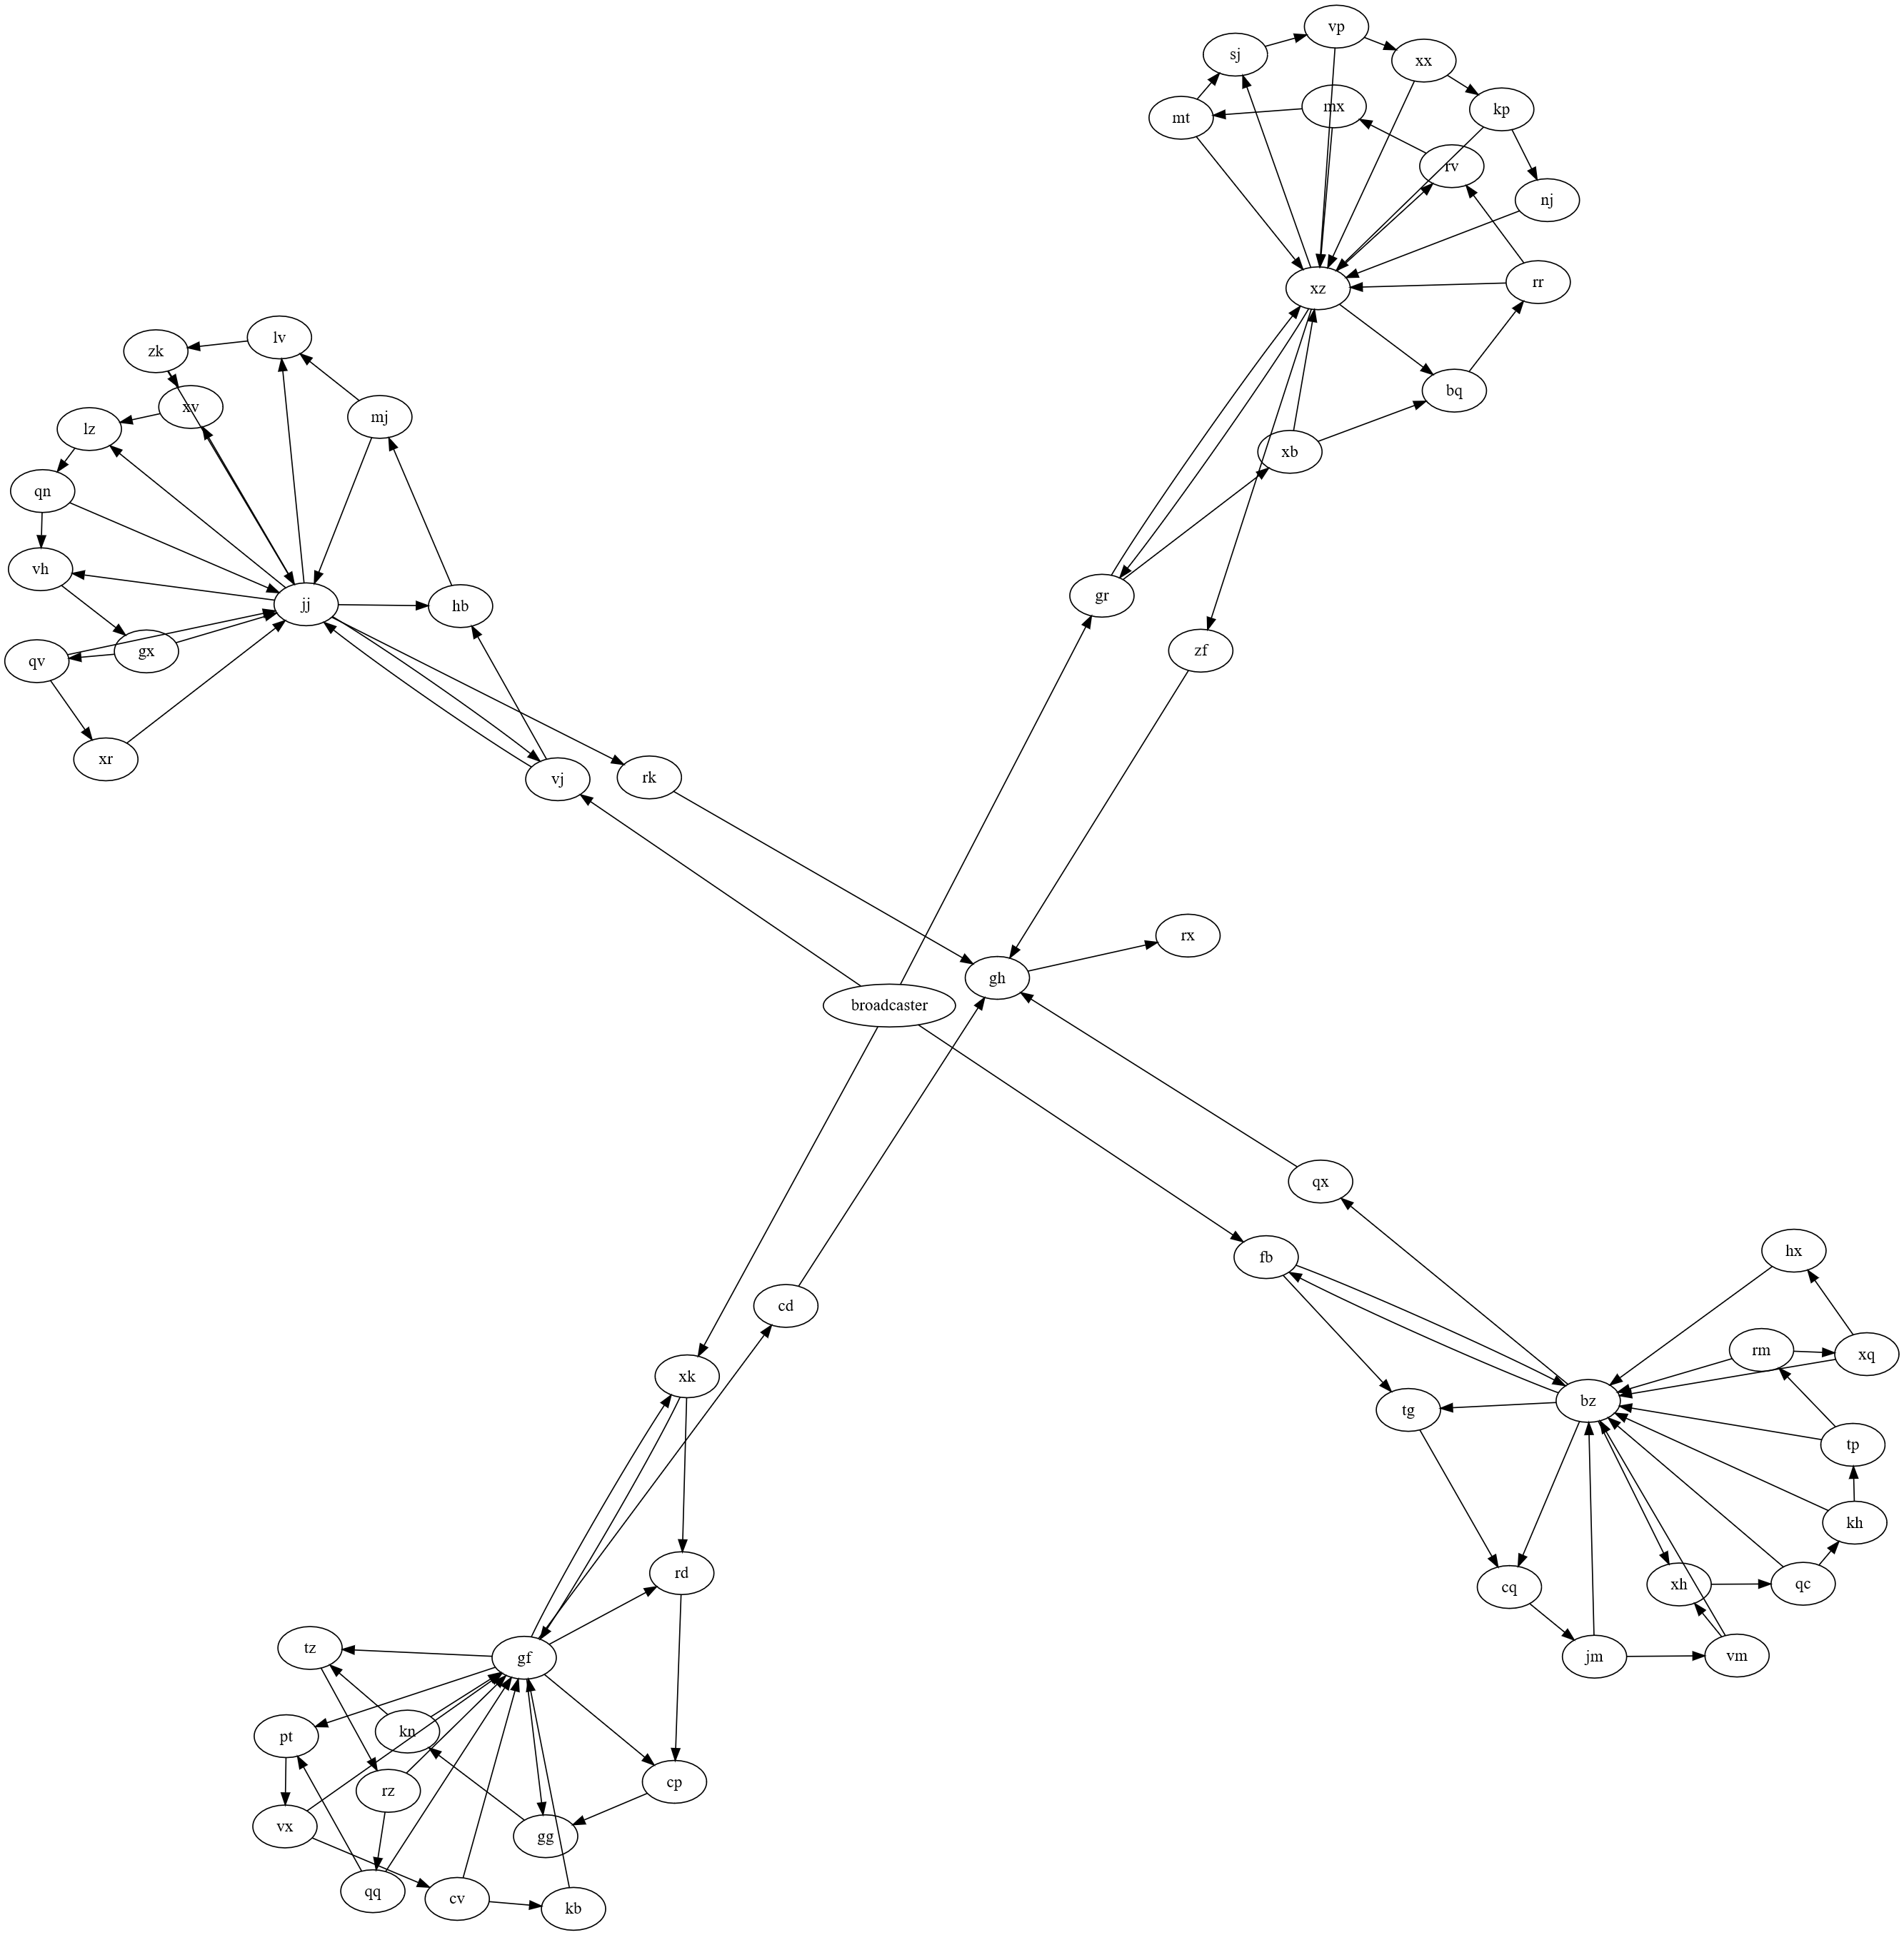 vp
sj
xx
mx
kp
mt
rv
nj
rr
xz
lv
zk
bq
xv
mj
lz
xb
qn
vh
gr
jj
hb
gx
zf
qv
xr
rk
vj
rx
gh
broadcaster
qx
hx
fb
cd
rm
xq
xk
bz
tg
tp
kh
rd
qc
xh
cq
tz
vm
jm
gf
kn
pt
cp
rz
vx
gg
qq
cv
kb